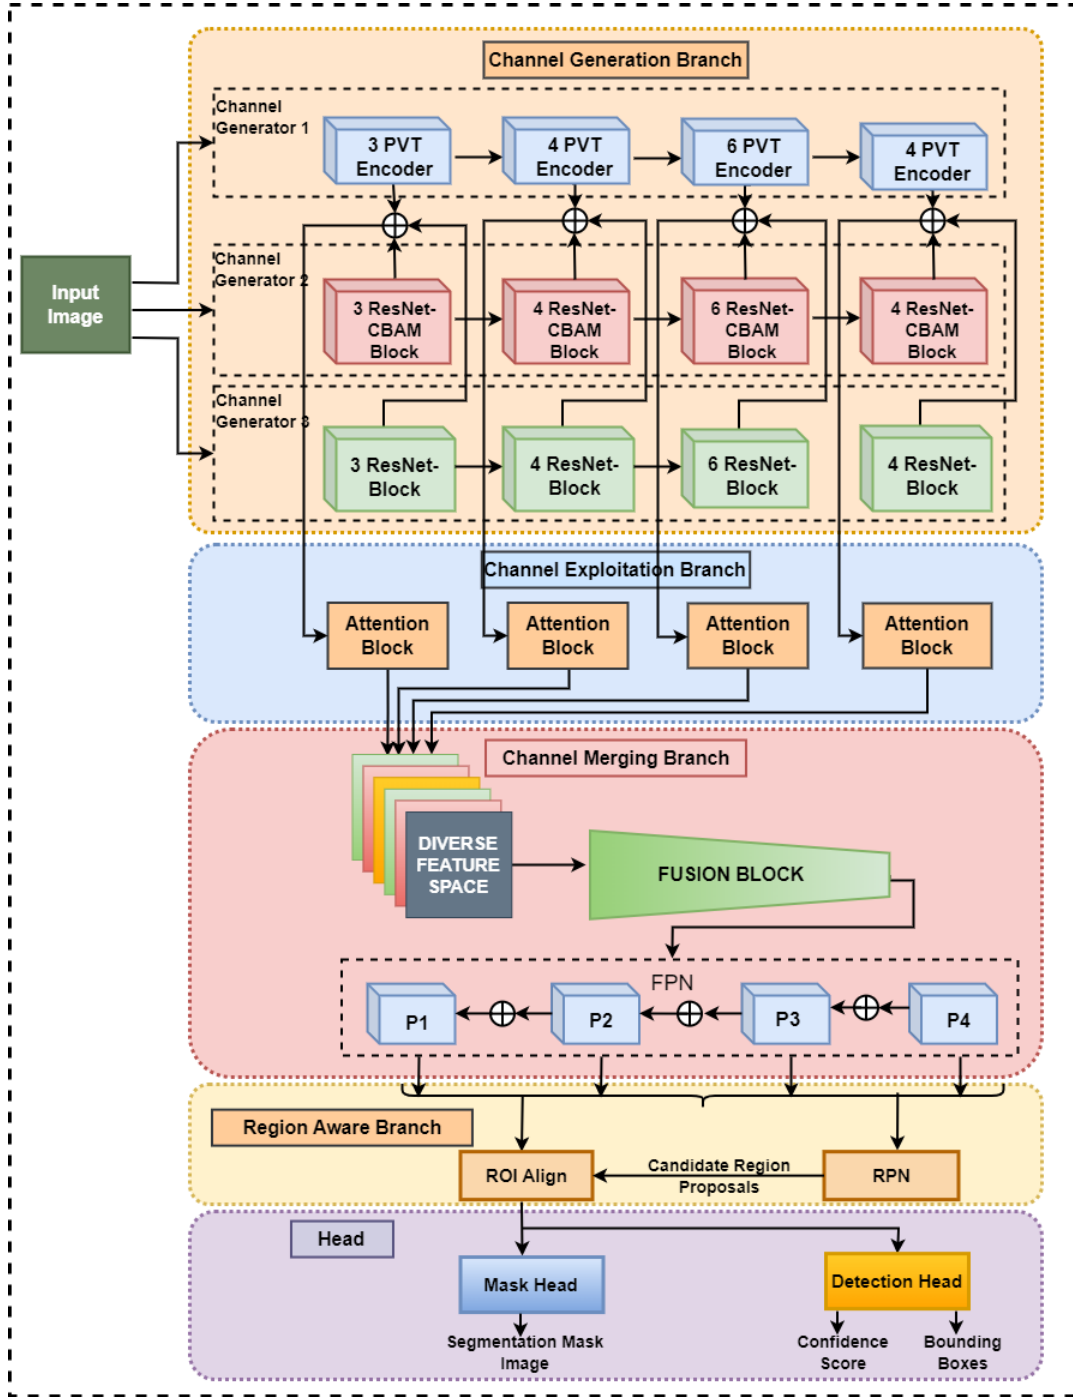 Channel Generation Branch
Channel
Generator 1
3 PVT
Encoder
4 PVT
Encoder
6 PVT
Encoder
4 PVT
Encoder
Input
Image
Channel
Generator 2
3 ResNet-
CBAM
Block
4 ResNet-
CBAM
Block
6 ResNet-
CBAM
Block
4 ResNet-
CBAM
Block
Channel
Generator 3
3 ResNet-
Block
4 ResNet-
Block
6 ResNet-
Block
4 ResNet-
Block
Channel Exploitation Branch
Attention
Block
Attention
Block
Attention
Block
Attention
Block
Channel Merging Branch
DIVERSE
FEATURE
SPACE
FUSION BLOCK
FPN
P1
P2
P3
P4
Region Aware Branch
ROI Align
Candidate Region
Proposals
RPN
Head
Mask Head
Detection Head
Segmentation Mask
Image
Confidence
Score
Bounding
Boxes